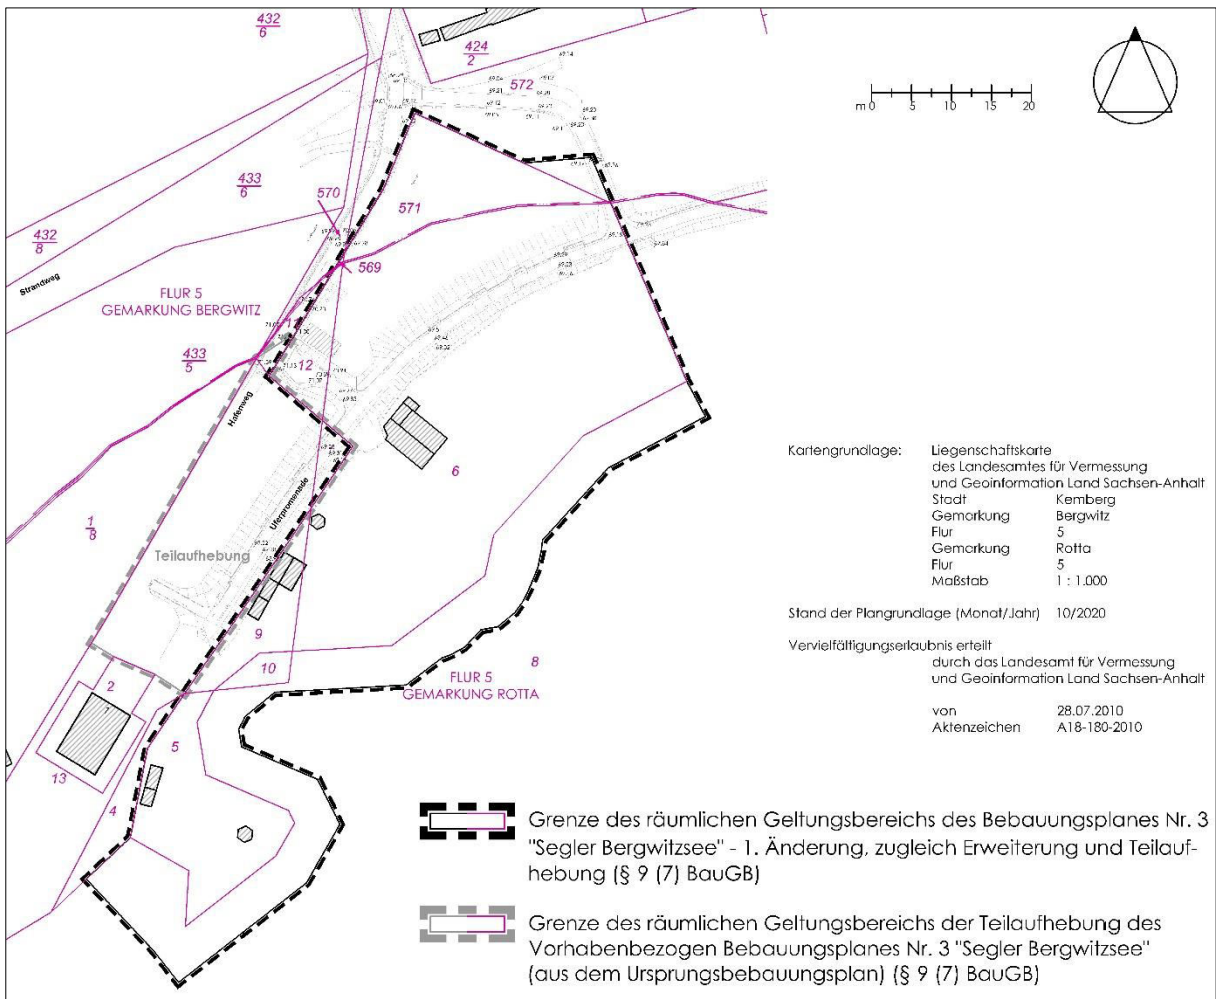 432
6
424
2
572
m 0 5 10 15 20
433
6
570
571
432
8
569
Strandweg
FLUR 5
GEMARKUNG BERGWITZ
11
12
433
5
Hafenweg
6
Uferpromenade
1
8
Teilaufhebung
9
10
8
FLUR 5
GEMARKUNG ROTTA
2
1
5
13
4
Kartengrundlage: Liegenschaftskarte
des Landesamtes für Vermessung
und Geoinformation Land Sachsen-Anhalt
Stadt Kemberg
Gemarkung Bergwitz
Flur 5
Gemarkung Rotta
Flur 5
Maßstab 1 : 1.000
Stand der Plangrundlage (Monat/Jahr) 10/2020
Vervielfältigungserlaubnis erteilt
durch das Landesamt für Vermessung
und Geoinformation Land Sachsen-Anhalt
von 28.07.2010
Aktenzeichen A18-180-2010
Grenze des räumlichen Geltungsbereichs des Bebauungsplanes Nr. 3
"Segler Bergwitzsee" - 1. Änderung, zugleich Erweiterung und Teilauf-
hebung (§ 9 (7) BauGB)
Grenze des räumlichen Geltungsbereichs der Teilaufhebung des
Vorhabenbezogen Bebauungsplanes Nr. 3 "Segler Bergwitzsee"
(aus dem Ursprungsbebauungsplan) (§ 9 (7) BauGB)